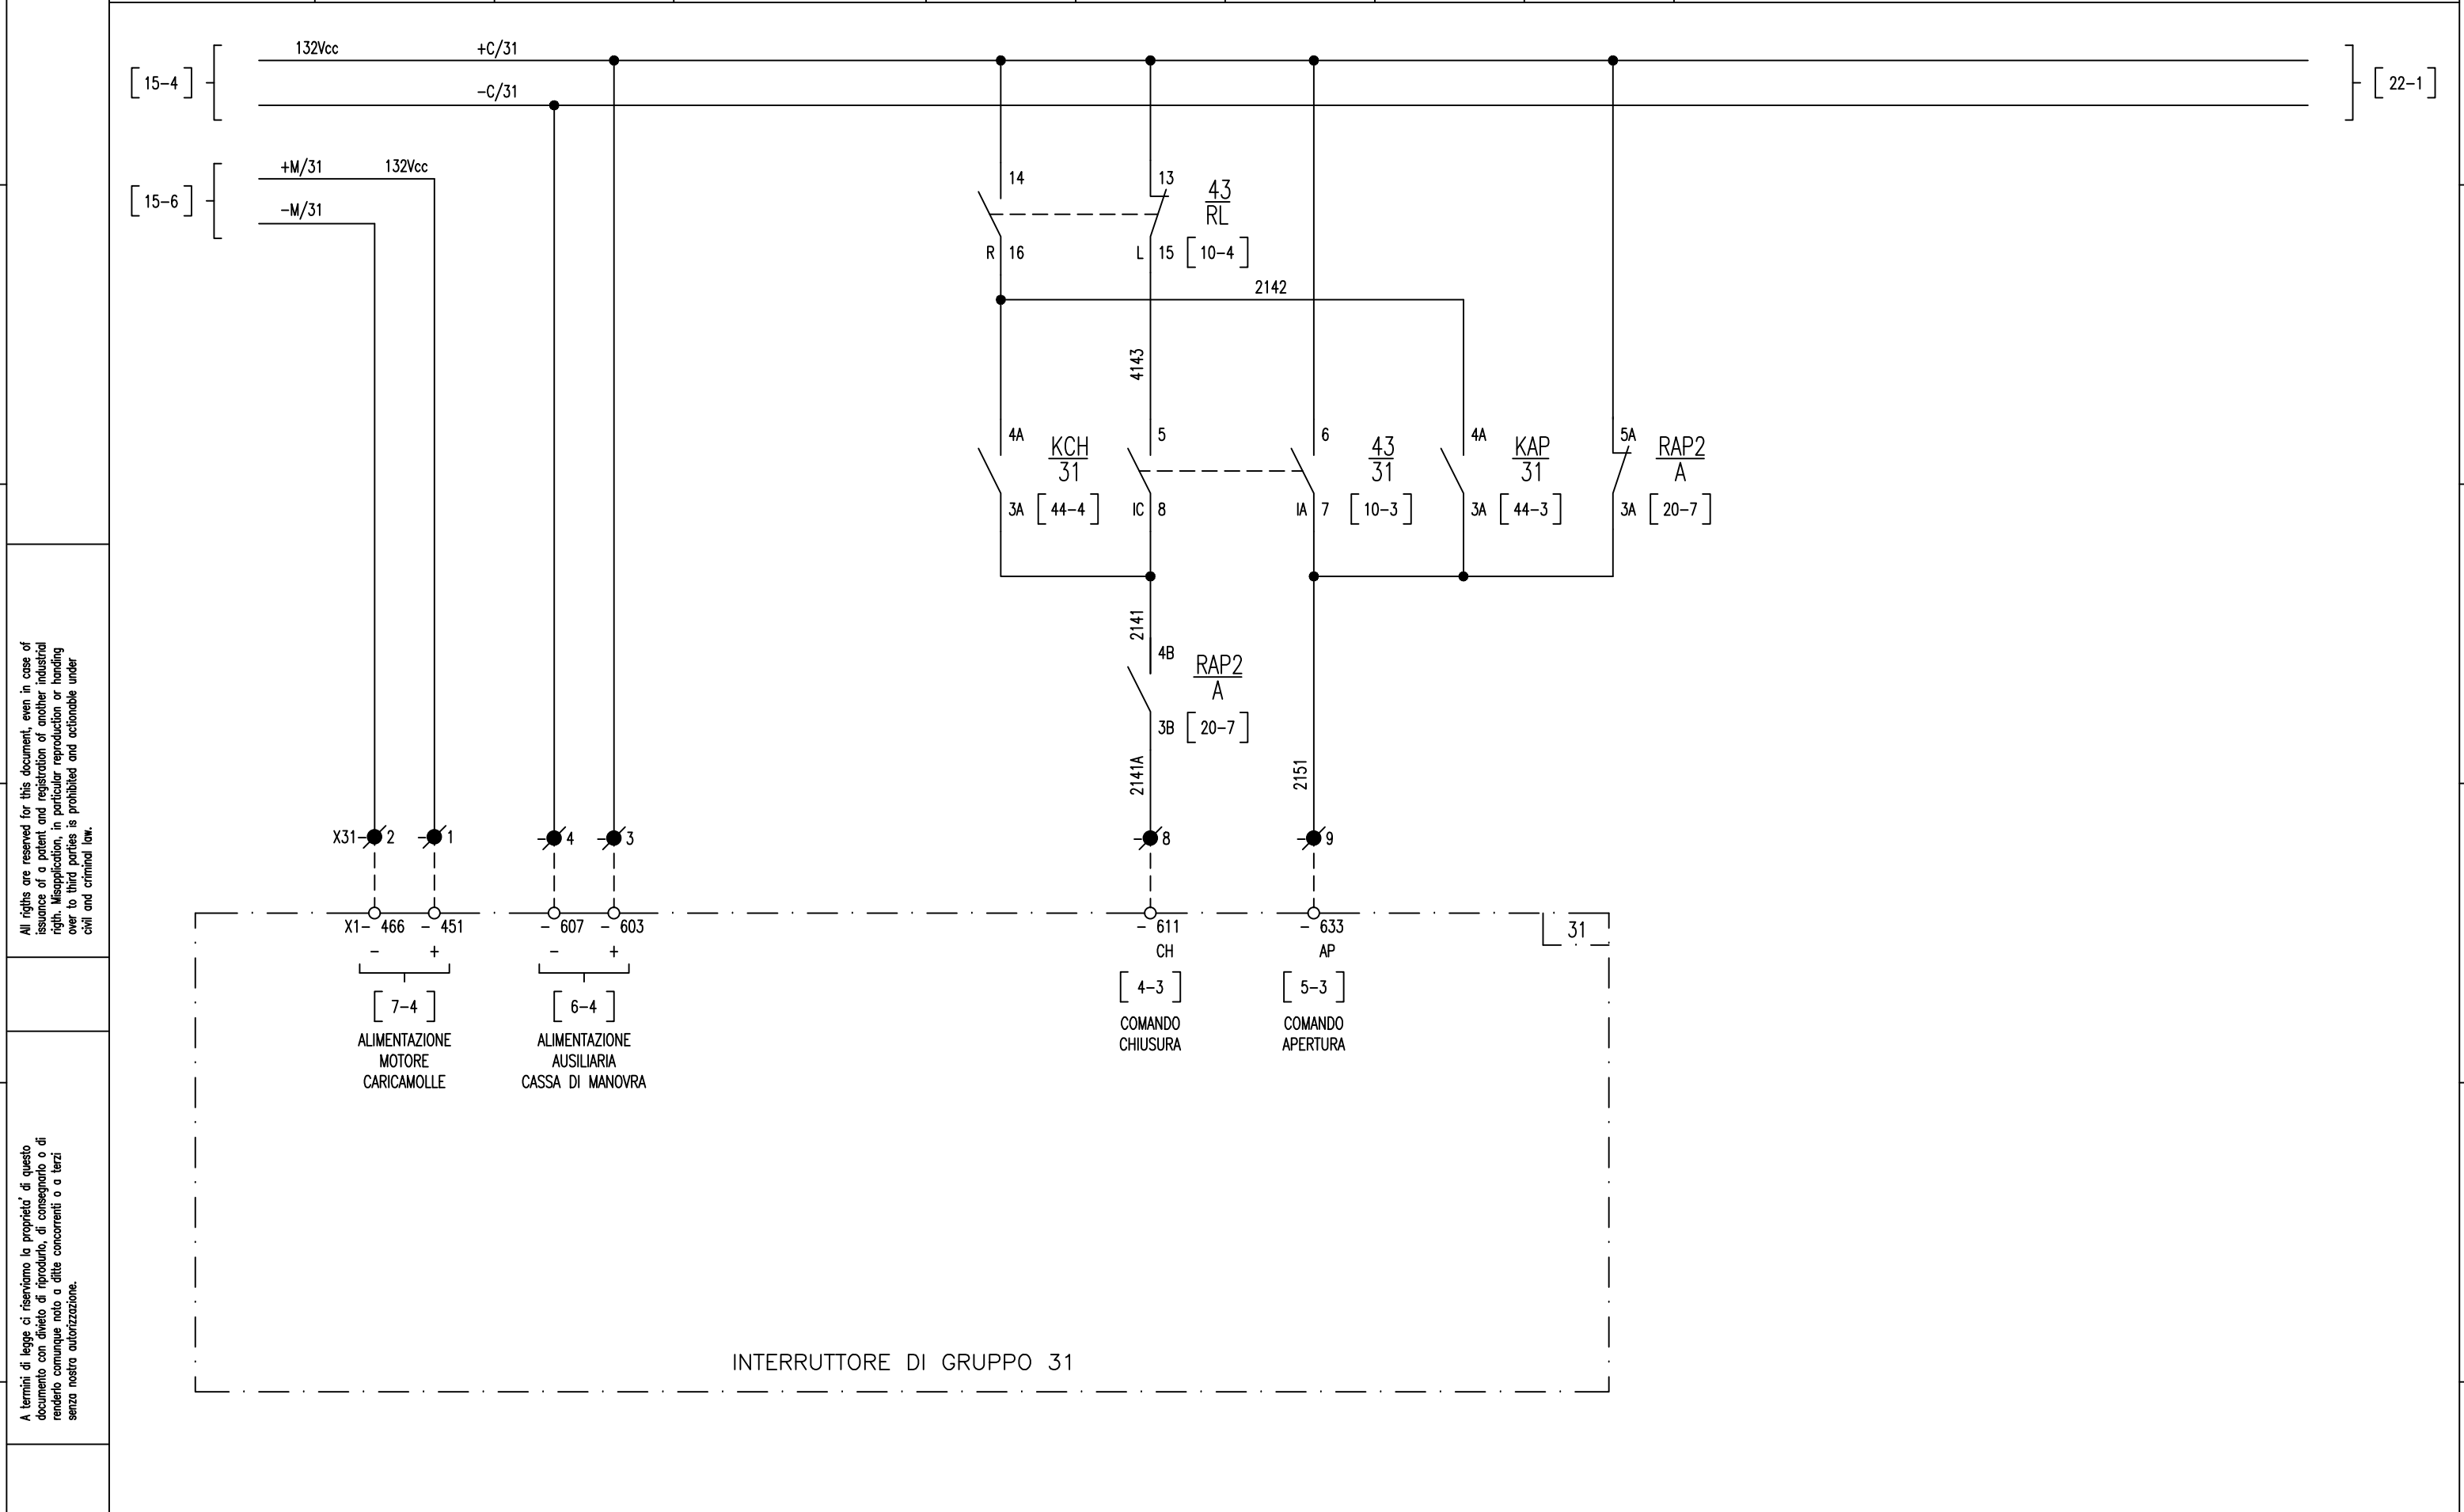 132Vcc
+C/31
15-4
-C/31
22-1
+M/31
132Vcc
15-6
-M/31
14
13
43
RL
R 16
L 15
10-4
2142
4143
4A
KCH
31
3A
44-4
5
IC 8
6
43
31
IA 7
10-3
4A
KAP
31
3A
44-3
5A
RAP2
A
3A
20-7
2141
4B
RAP2
A
3B
20-7
2141A
2151
X31- 2
- 1
- 4
- 3
- 8
- 9
X1- 466
- 451
- 607
- 603
- 611
- 633
31
- +
- +
CH
AP
7-4
6-4
4-3
5-3
ALIMENTAZIONE
MOTORE
CARICAMOLLE
ALIMENTAZIONE
AUSILIARIA
CASSA DI MANOVRA
COMANDO
CHIUSURA
COMANDO
APERTURA
INTERRUTTORE DI GRUPPO 31
All rigths are reserved for this document, even in case of
issuance of a patent and registration of another industrial
rigth. Misapplication, in particular reproduction or handing
over to third parties is prohibited and actionable under
civil and criminal law.
A termini di legge ci riserviamo la proprieta' di questo
documento con divieto di riprodurlo, di consegnarlo o di
renderlo comunque noto a ditte concorrenti o a terzi
senza nostra autorizzazione.